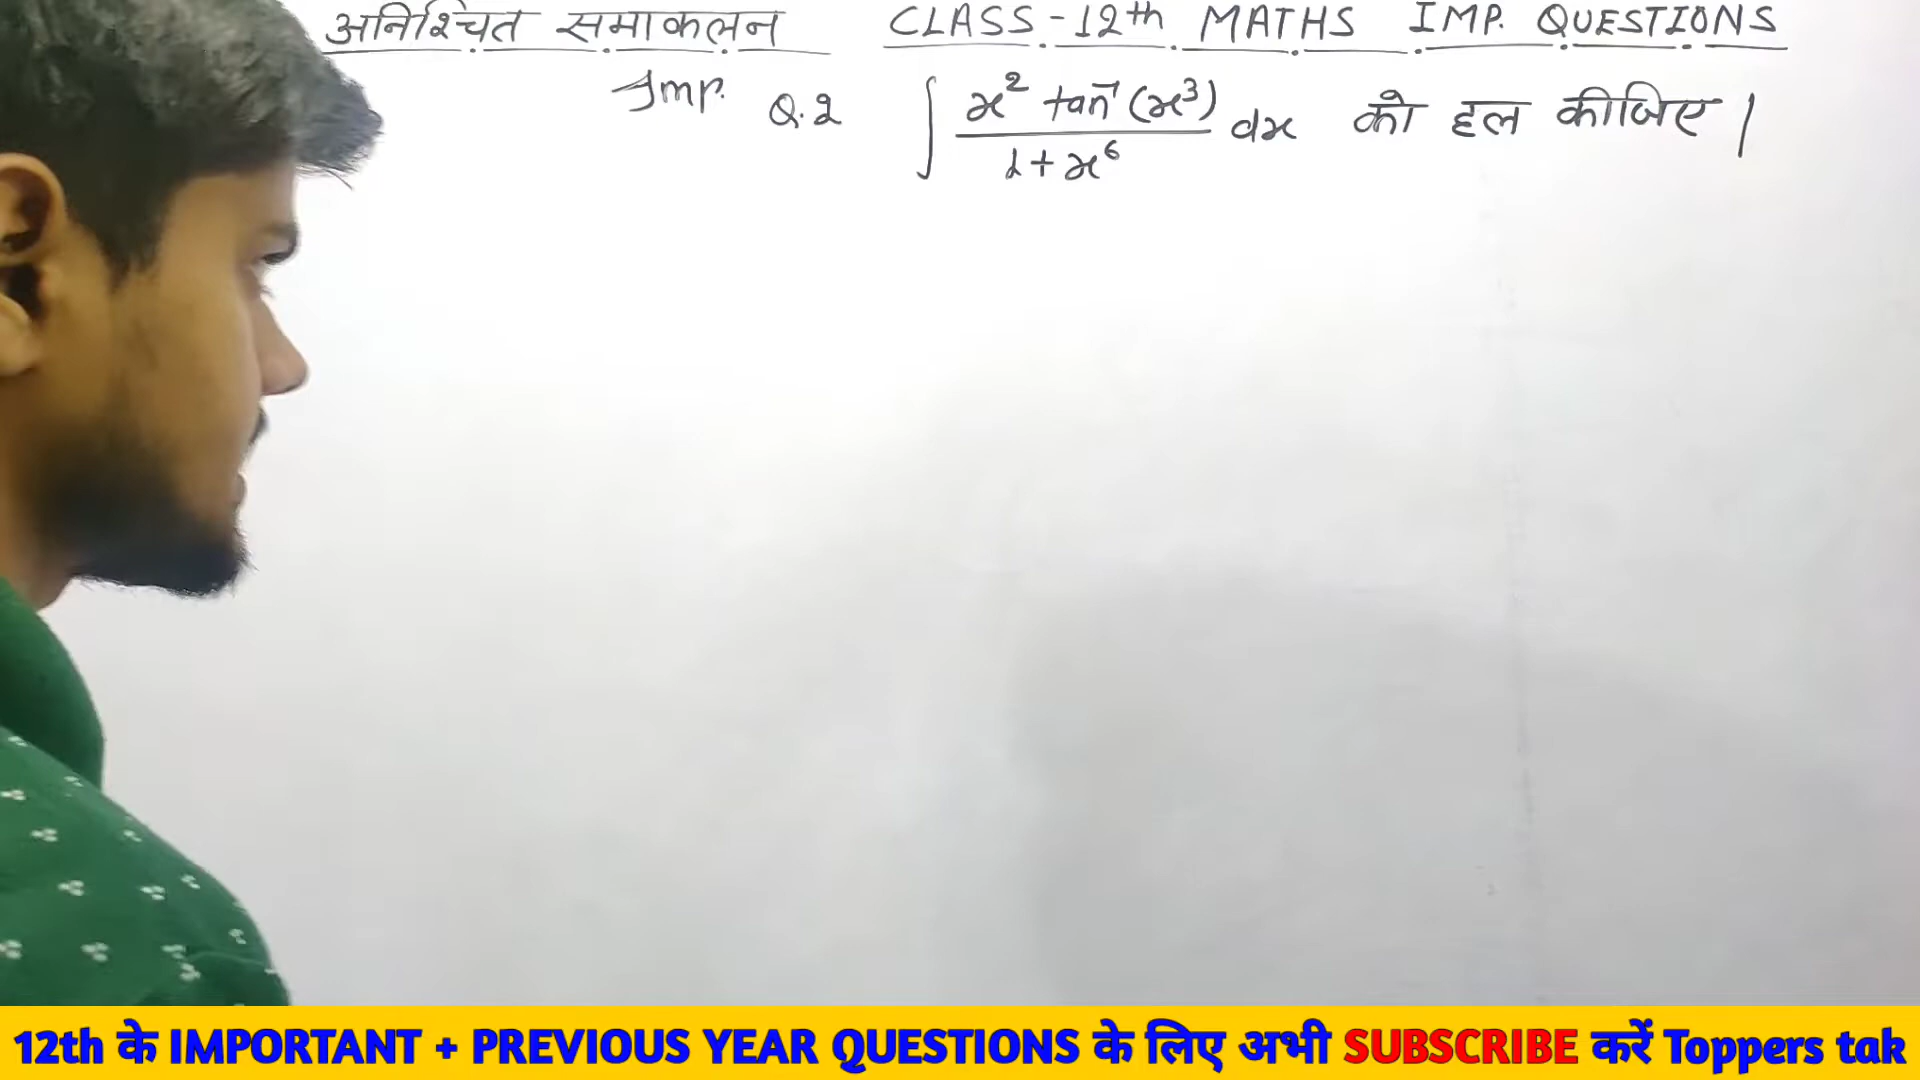 अनिश्चित समाकलन CLASS-12th MATHS IMP. QUESTIONS
Imp. Q.2 ∫ x² tan⁻¹(x³) / 1+x⁶ dx को हल कीजिए |
12th के IMPORTANT + PREVIOUS YEAR QUESTIONS के लिए अभी SUBSCRIBE करें Toppers tak